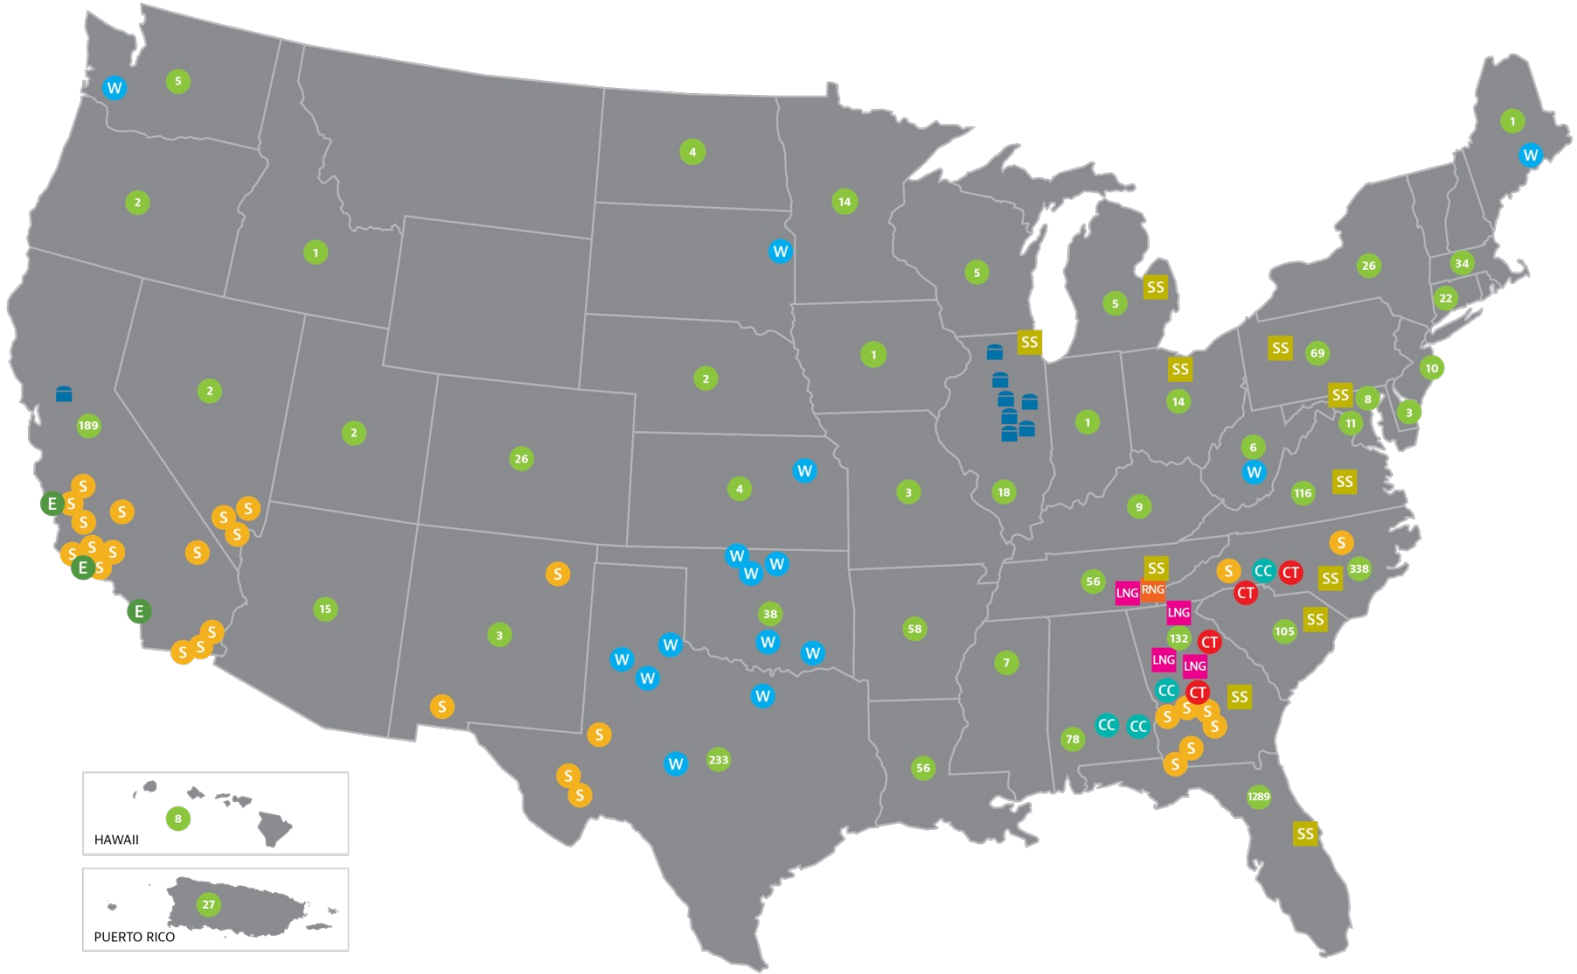 1
5
W
4
W
2
14
1
W
5
26
34
SS
5
22
SS
1
SS
SS
69
2
2
10
SS
14
8
3
189
2
1
11
26
6
W
W
4
3
18
9
116
SS
S
E
S
S
S
S
S
S
S
S
S
S
S
E
S
S
W
W
W
S
SS
56
LNG
RNG
S
CC
CT
CT
SS
338
E
15
3
38
58
LNG
132
CT
105
SS
S
S
S
W
W
W
W
W
7
LNG
LNG
S
W
CC
CT
SS
S
S
S
S
S
S
78
CC
CC
S
W
233
56
S
S
1289
SS
8
HAWAII
27
PUERTO RICO